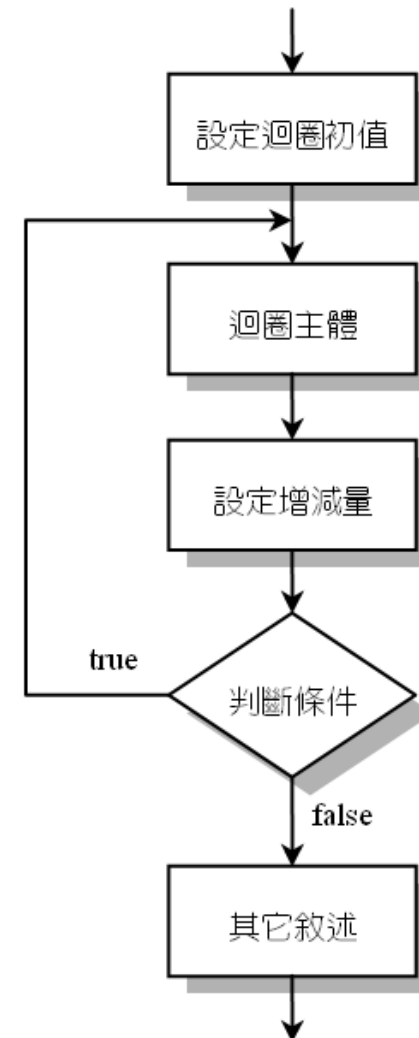 設定迴圈初值
迴圈主體
設定增減量
true
判斷條件
false
其它敘述